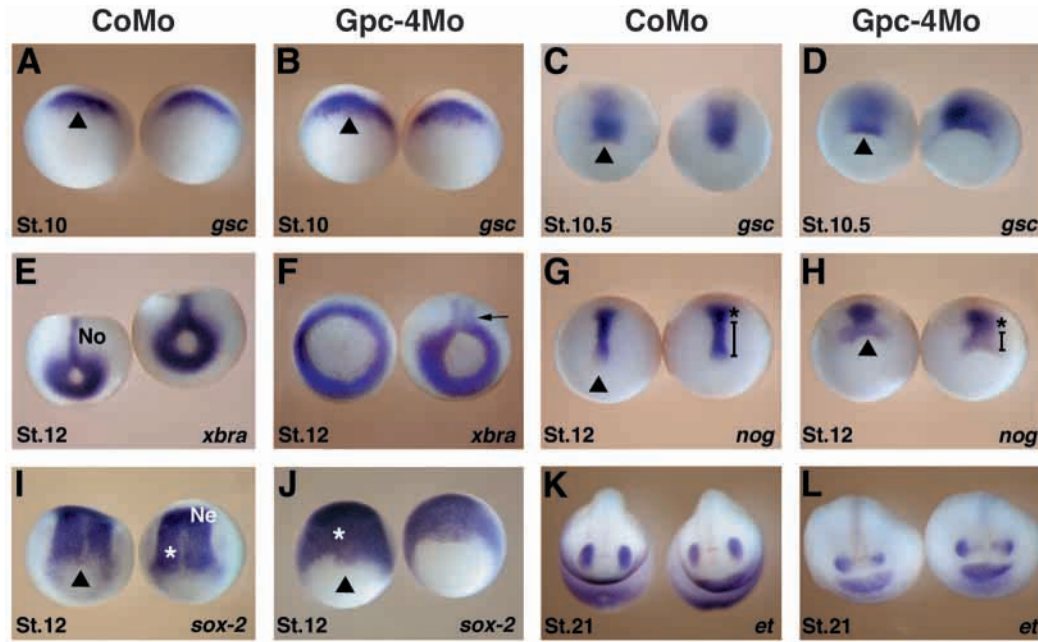 CoMo Gpc-4Mo CoMo Gpc-4Mo
A B C D
St.10 gsc St.10 gsc St.10.5 gsc St.10.5 gsc
E F G H
No * *
St.12 xbra St.12 xbra St.12 nog St.12 nog
I J K L
Ne
* *
St.12 sox-2 St.12 sox-2 St.21 et St.21 et